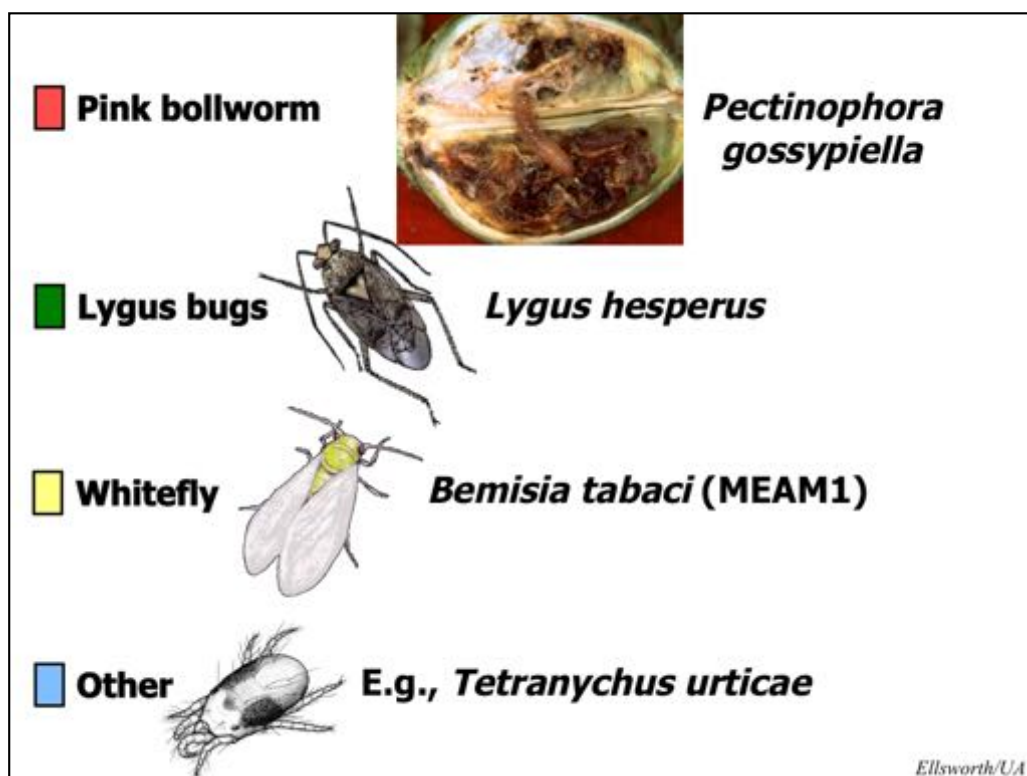 Pink bollworm
Pectinophora
gossypiella
Lygus bugs
Lygus hesperus
Whitefly
Bemisia tabaci (MEAM1)
Other
E.g., Tetranychus urticae
Ellsworth/UA